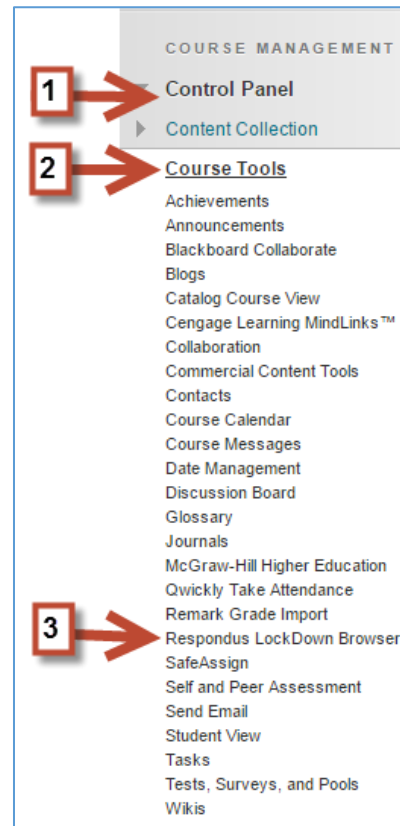 COURSE MANAGEMENT
1 Control Panel
Content Collection
2 Course Tools
Achievements
Announcements
Blackboard Collaborate
Blogs
Catalog Course View
Cengage Learning MindLinks™
Collaboration
Commercial Content Tools
Contacts
Course Calendar
Course Messages
Date Management
Discussion Board
Glossary
Journals
McGraw-Hill Higher Education
Qwickly Take Attendance
Remark Grade Import
3 Respondus LockDown Browser
SafeAssign
Self and Peer Assessment
Send Email
Student View
Tasks
Tests, Surveys, and Pools
Wikis